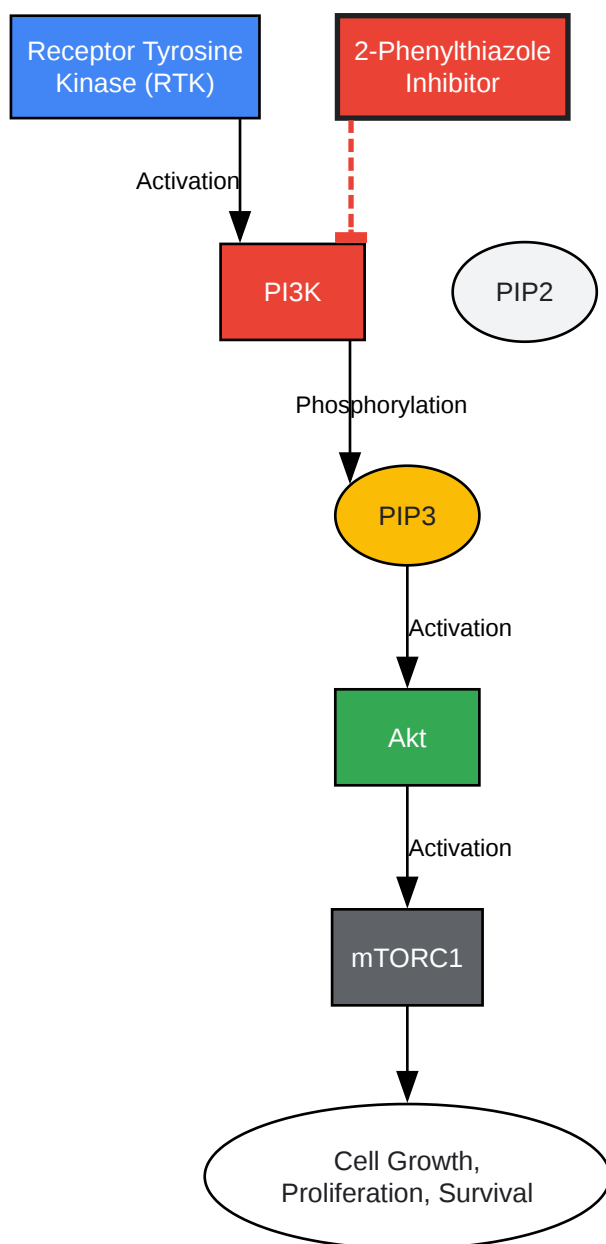 Receptor Tyrosine
Kinase (RTK)
2-Phenylthiazole
Inhibitor
Activation
PI3K
PIP2
Phosphorylation
PIP3
Activation
Akt
Activation
mTORC1
Cell Growth,
Proliferation, Survival